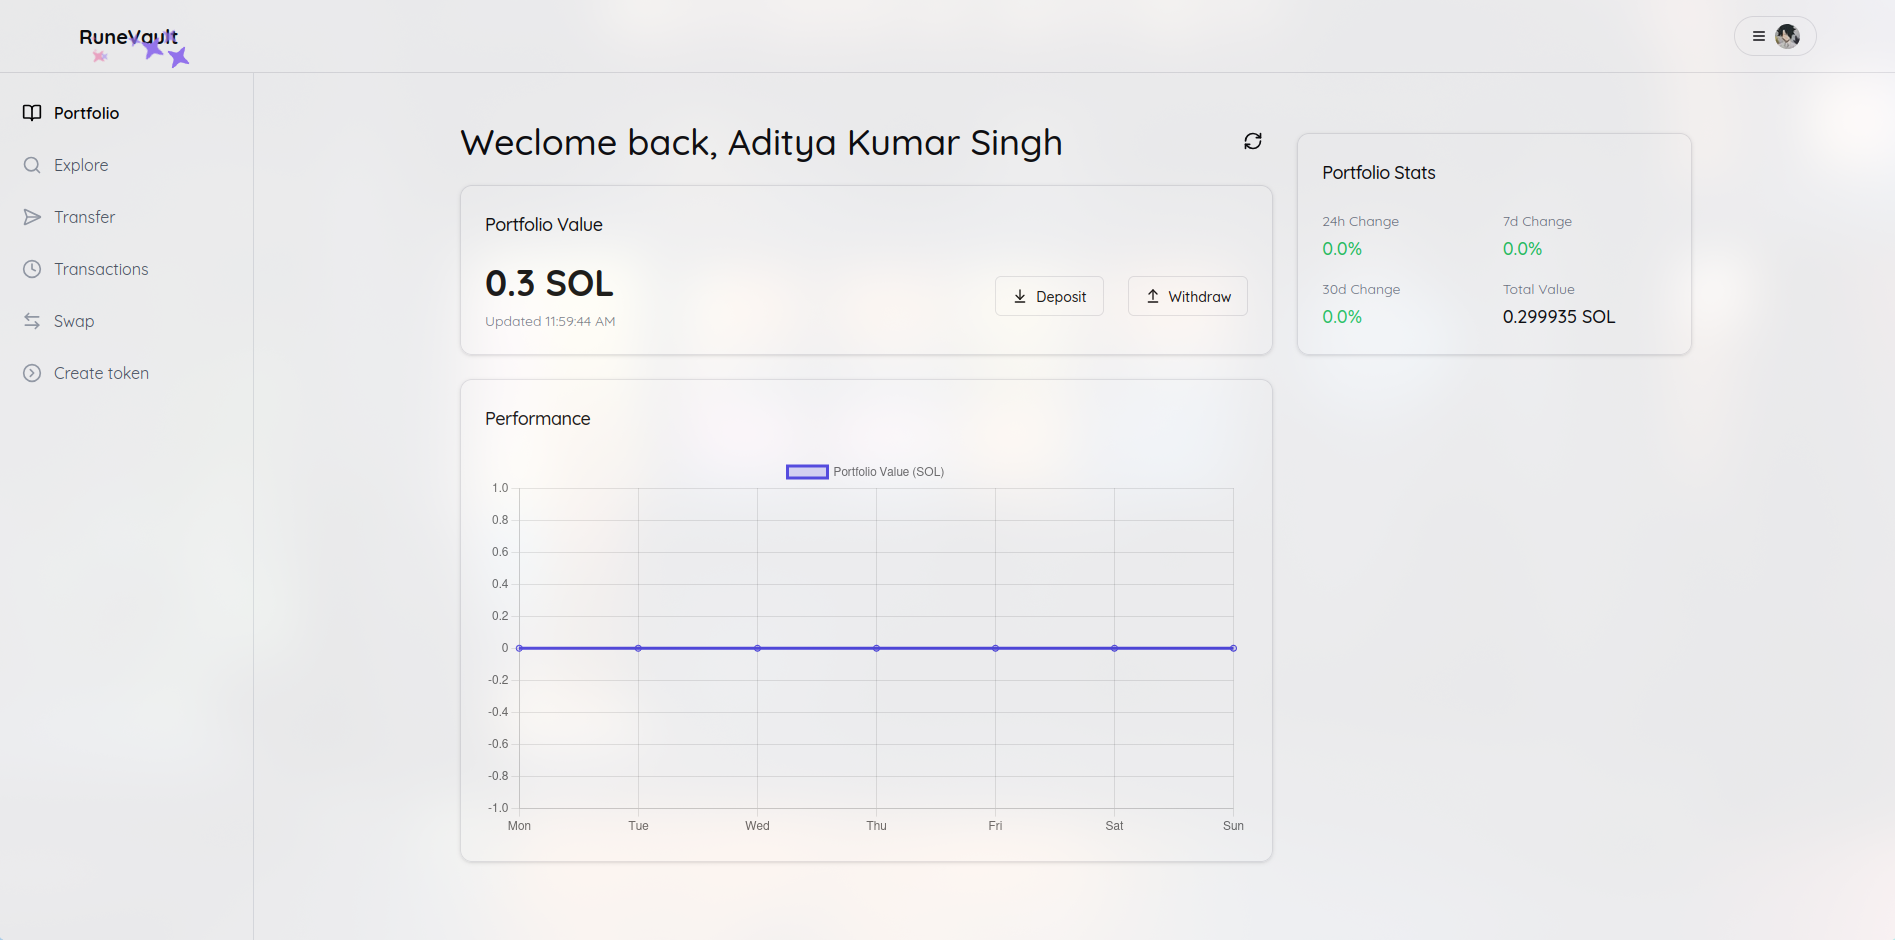 RuneVault
Portfolio
Explore
Transfer
Transactions
Swap
Create token
Weclome back, Aditya Kumar Singh
Portfolio Value
0.3 SOL
Updated 11:59:44 AM
Deposit
Withdraw
Portfolio Stats
24h Change
7d Change
0.0%
0.0%
30d Change
Total Value
0.0%
0.299935 SOL
Performance
Portfolio Value (SOL)
1.0
0.8
0.6
0.4
0.2
0
-0.2
-0.4
-0.6
-0.8
-1.0
Mon Tue Wed Thu Fri Sat Sun